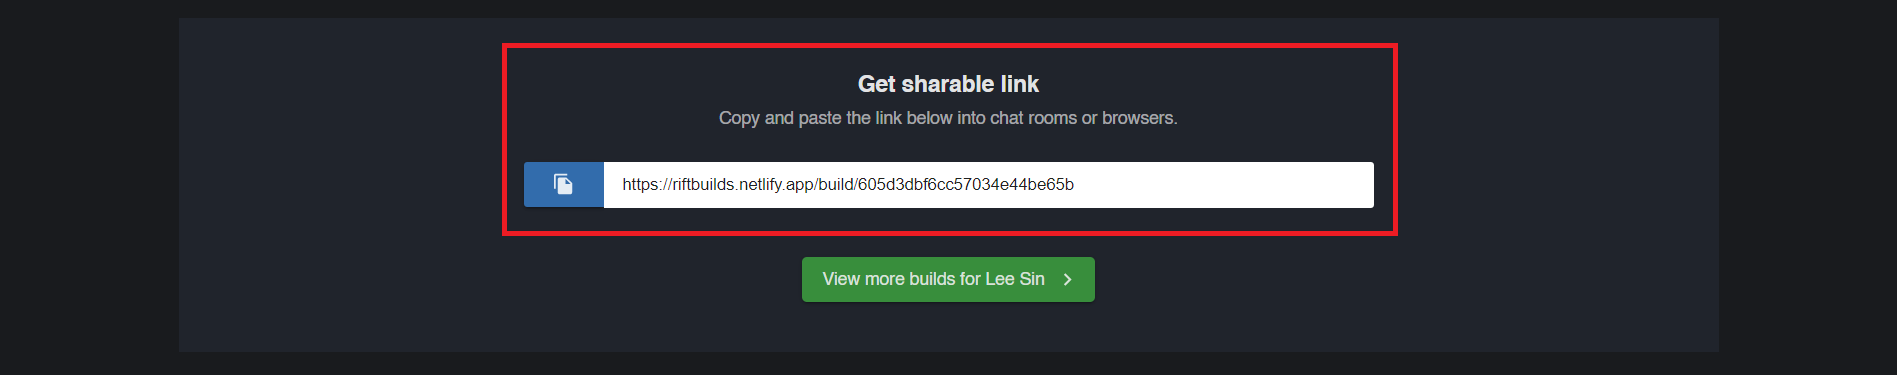 Get sharable link
Copy and paste the link below into chat rooms or browsers.
https://riftbuilds.netlify.app/build/605d3dbf6cc57034e44be65b
View more builds for Lee Sin